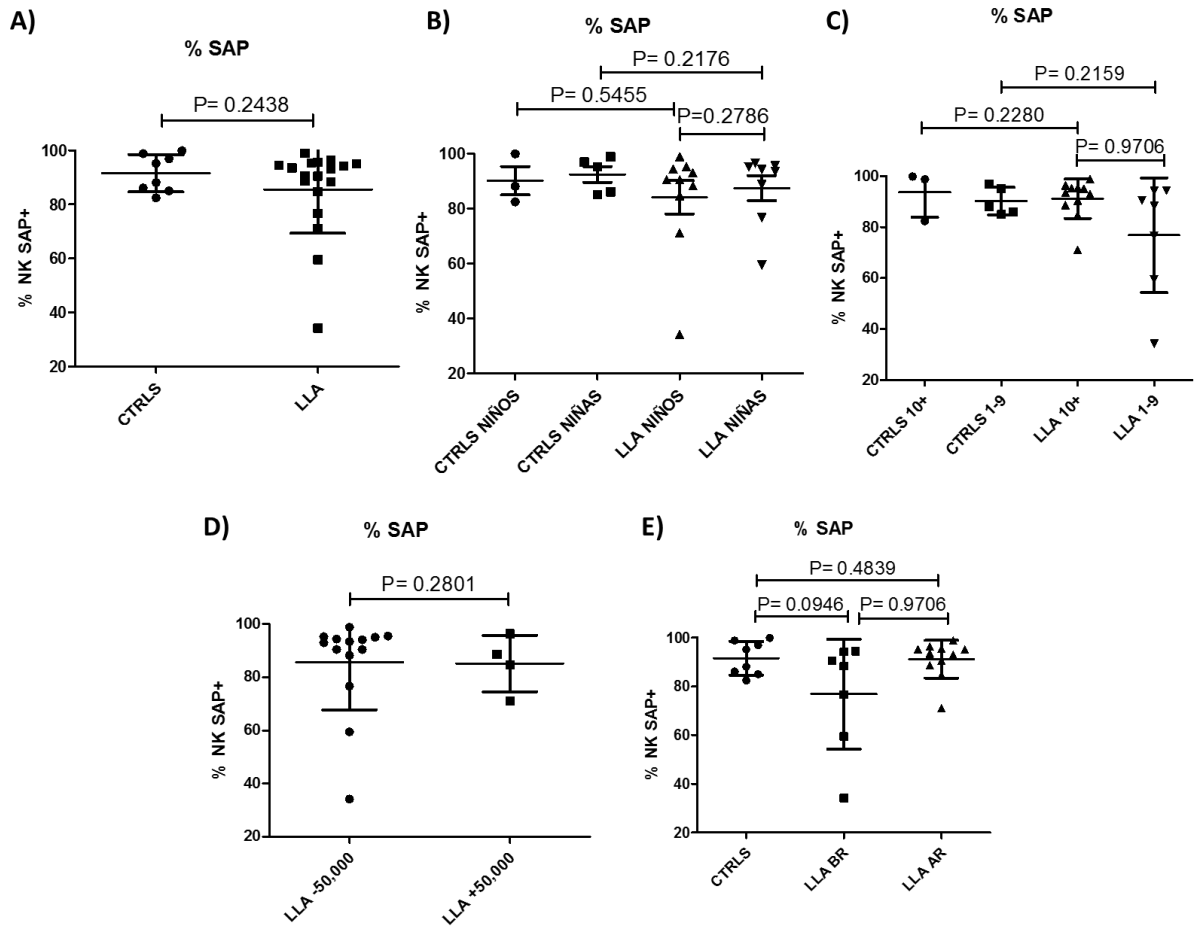 A)
% SAP
P= 0.2438
% NK SAP+
100
80
60
40
20
CTRLS
LLA
B)
% SAP
P= 0.2176
P= 0.5455
P=0.2786
% NK SAP+
100
80
60
40
20
CTRLS NIÑOS
CTRLS NIÑAS
LLA NIÑOS
LLA NIÑAS
C)
% SAP
P= 0.2159
P= 0.2280
P= 0.9706
% NK SAP+
100
80
60
40
20
CTRLS 10+
CTRLS 1-9
LLA 10+
LLA 1-9
D)
% SAP
P= 0.2801
% NK SAP+
100
80
60
40
20
LLA -50,000
LLA +50,000
E)
% SAP
P= 0.4839
P= 0.0946
P= 0.9706
% NK SAP+
100
80
60
40
20
CTRLS
LLA BR
LLA AR